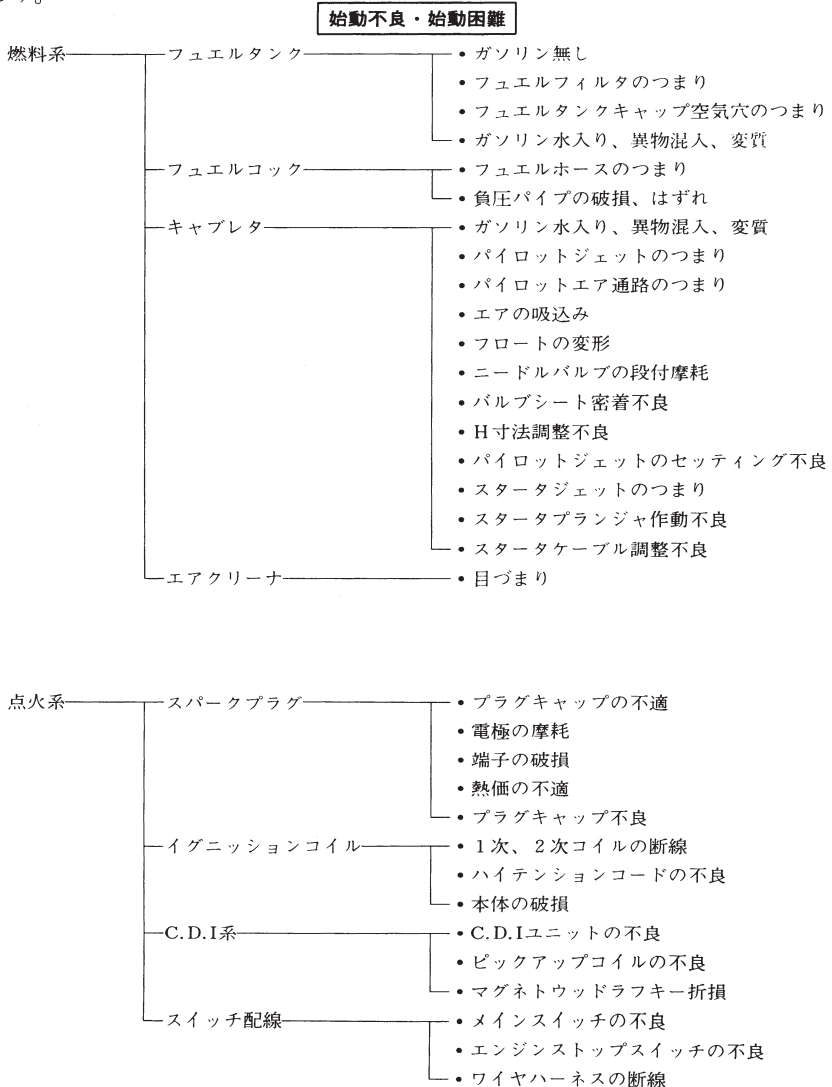 す。
始動不良・始動困難
燃料系 フュエルタンク ・ガソリン無し
・フュエルフィルタのつまり
・フュエルタンクキャップ空気穴のつまり
・ガソリン水入り、異物混入、変質
フュエルコック ・フュエルホースのつまり
・負圧パイプの破損、はずれ
キャブレタ ・ガソリン水入り、異物混入、変質
・パイロットジェットのつまり
・パイロットエア通路のつまり
・エアの吸込み
・フロートの変形
・ニードルバルブの段付摩耗
・バルブシート密着不良
・H寸法調整不良
・パイロットジェットのセッティング不良
・スタータジェットのつまり
・スタータプランジャ作動不良
・スタータケーブル調整不良
エアクリーナ ・目づまり
点火系 スパークプラグ ・プラグキャップの不適
・電極の摩耗
・端子の破損
・熱価の不適
・プラグキャップ不良
イグニッションコイル ・1次、2次コイルの断線
・ハイテンションコードの不良
・本体の破損
C.D.I系 ・C.D.Iユニットの不良
・ピックアップコイルの不良
・マグネトウッドラフキー折損
スイッチ配線 ・メインスイッチの不良
・エンジンストップスイッチの不良
・ワイヤハーネスの断線